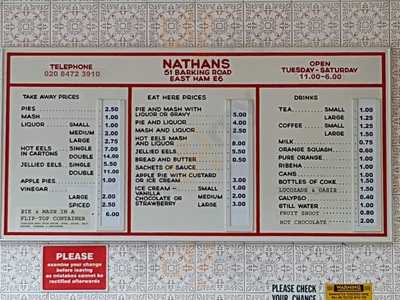 TELEPHONE
020 8472 3910
NATHANS
51 BARKING ROAD
EAST HAM E6
OPEN
TUESDAY - SATURDAY
11.00 - 6.00
TAKE AWAY PRICES
PIES 2.50
MASH 1.00
LIQUOR SMALL 1.00
MEDIUM 2.00
LARGE 2.75
HOT EELS SINGLE 7.00
IN CARTONS DOUBLE 14.00
JELLIED EELS SINGLE 5.50
DOUBLE 11.00
APPLE PIES 1.00
VINEGAR
LARGE 2.00
SPICED 2.50
PIE & MASH IN A
FLIP-TOP CONTAINER 6.00
EAT HERE PRICES
PIE AND MASH WITH
LIQUOR OR GRAVY 5.00
PIE AND LIQUOR 4.00
MASH AND LIQUOR 2.50
HOT EELS MASH
AND LIQUOR 8.00
JELLIED EELS 5.50
BREAD AND BUTTER 0.50
SACHETS OF SAUCE
APPLE PIE WITH CUSTARD
OR ICE CREAM 3.00
ICE CREAM - SMALL 1.00
VANILLA
CHOCOLATE OR MEDIUM 2.00
STRAWBERRY LARGE 3.00
DRINKS
TEA SMALL 1.00
LARGE 1.25
COFFEE SMALL 1.25
LARGE 1.50
MILK 0.75
ORANGE SQUASH 0.60
PURE ORANGE 1.00
RIBENA 1.00
CANS 1.00
BOTTLES OF COKE 1.50
LUCOZADE & OASIS 1.50
CALYPSO 0.40
STILL WATER 1.00
FRUIT SHOOT 0.80
HOT CHOCOLATE 2.00
PLEASE
examine your change
before leaving
as mistakes cannot be
rectified afterwards
PLEASE CHECK
YOUR CHANGE
WARNING